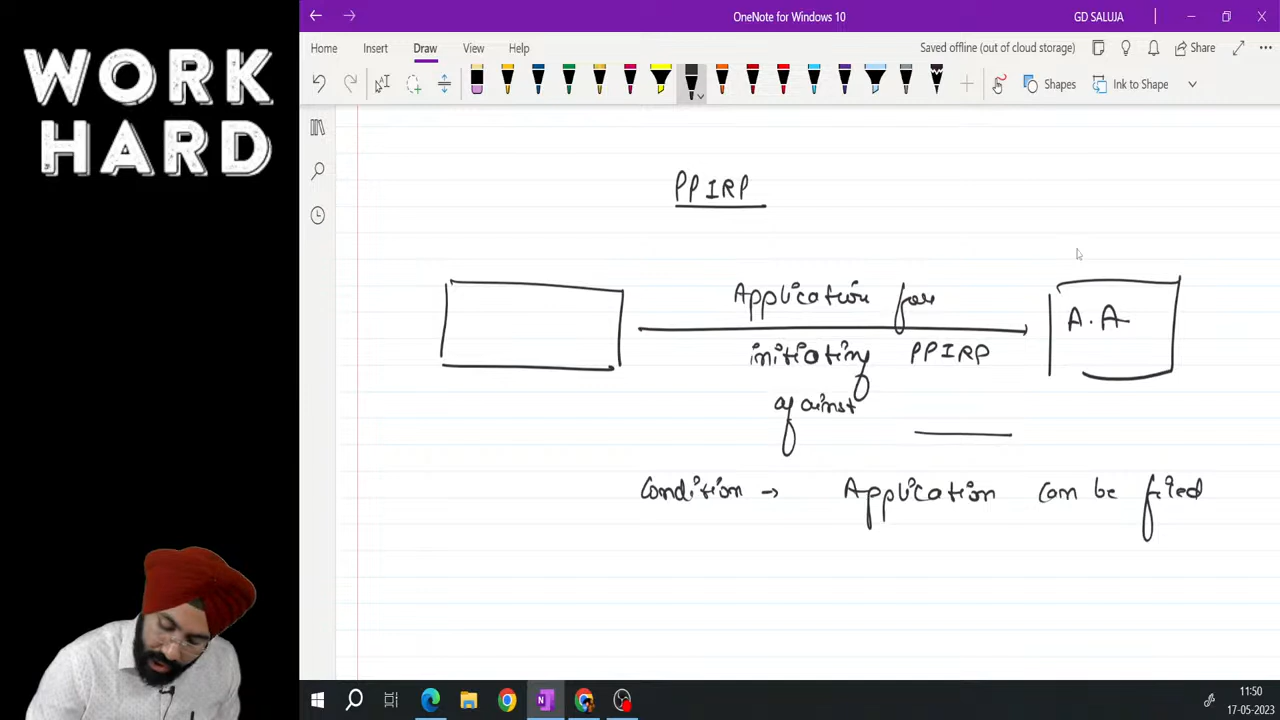 WORK
HARD
OneNote for Windows 10
GD SALUJA
Home Insert Draw View Help
Saved offline (out of cloud storage)
Share
Shapes
Ink to Shape
PPIRP
Application for
initiating PPIRP
against
A.A
Condition → Application can be filed
11:50
17-05-2023